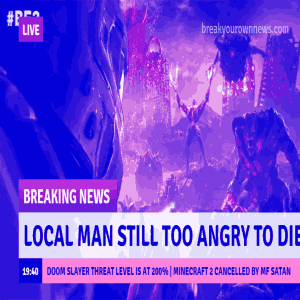 #BE3
LIVE
breakyourownnews.com
BREAKING NEWS
LOCAL MAN STILL TOO ANGRY TO DIE
19:40 DOOM SLAYER THREAT LEVEL IS AT 200% | MINECRAFT 2 CANCELLED BY MF SATAN